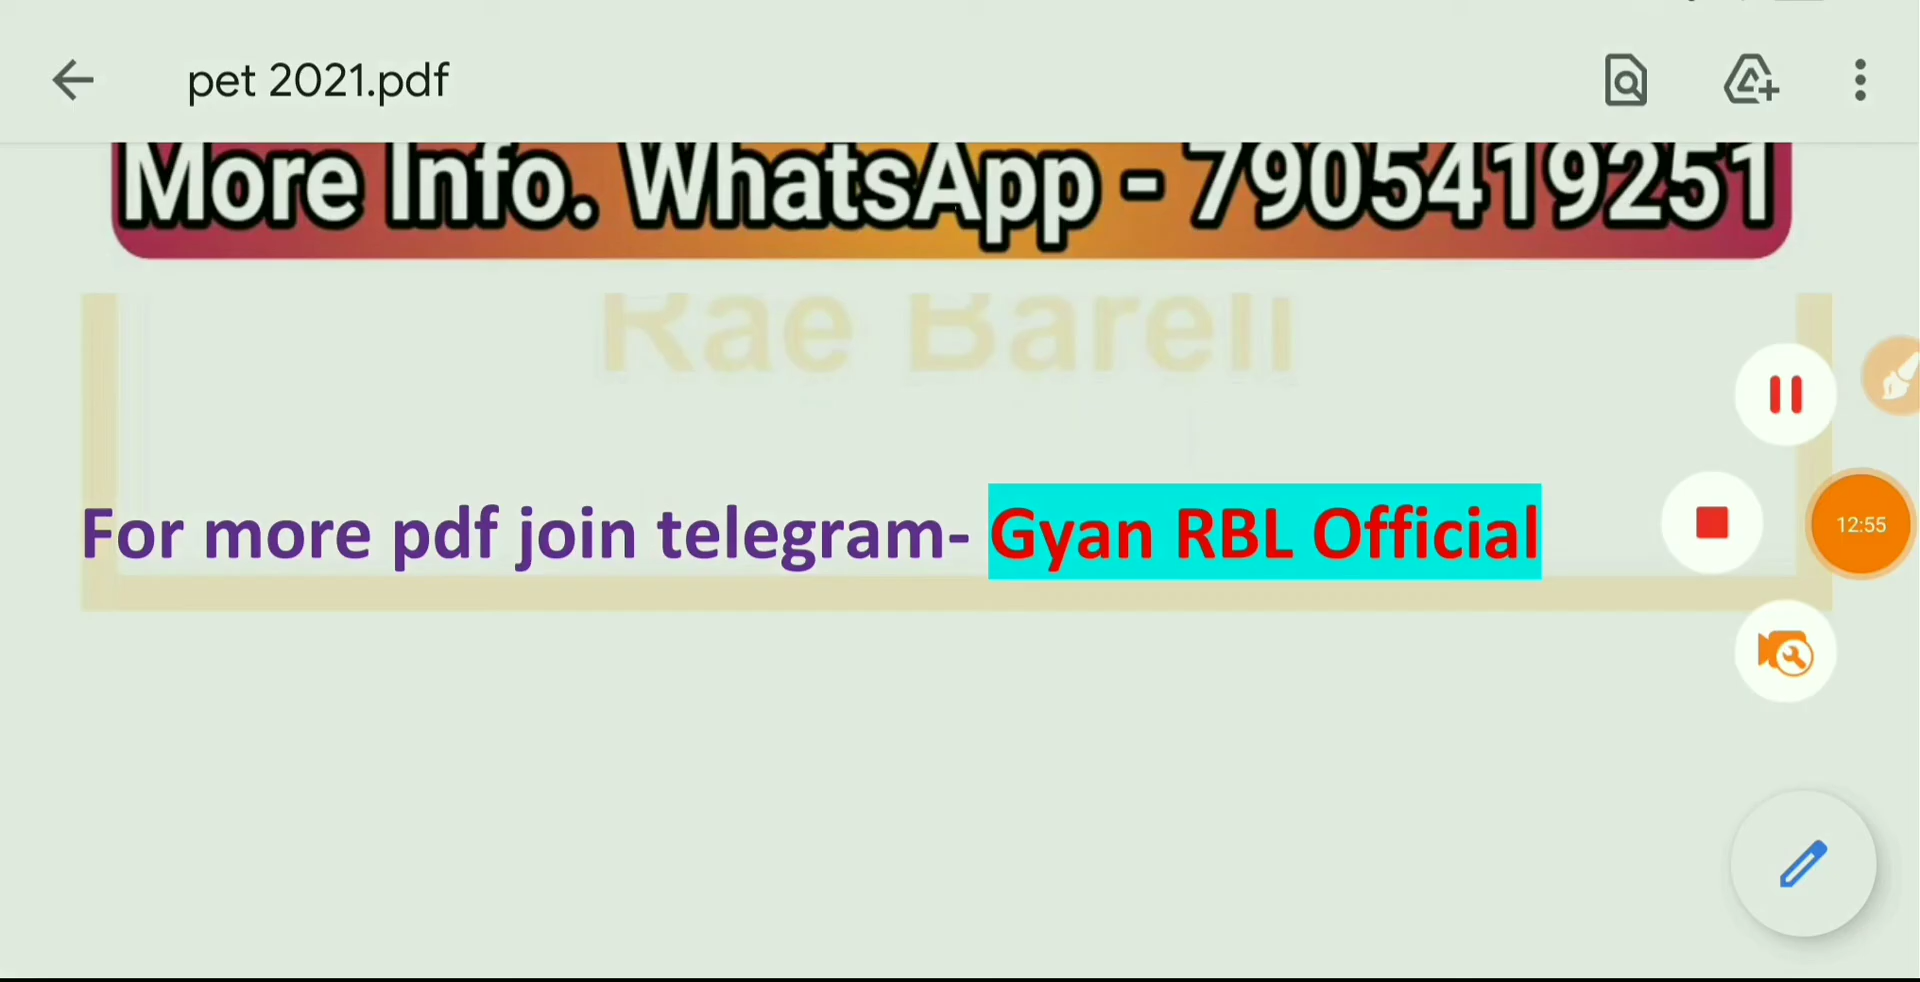 pet 2021.pdf
More Info. WhatsApp - 7905419251
Rae Bareli
For more pdf join telegram- Gyan RBL Official
12:55